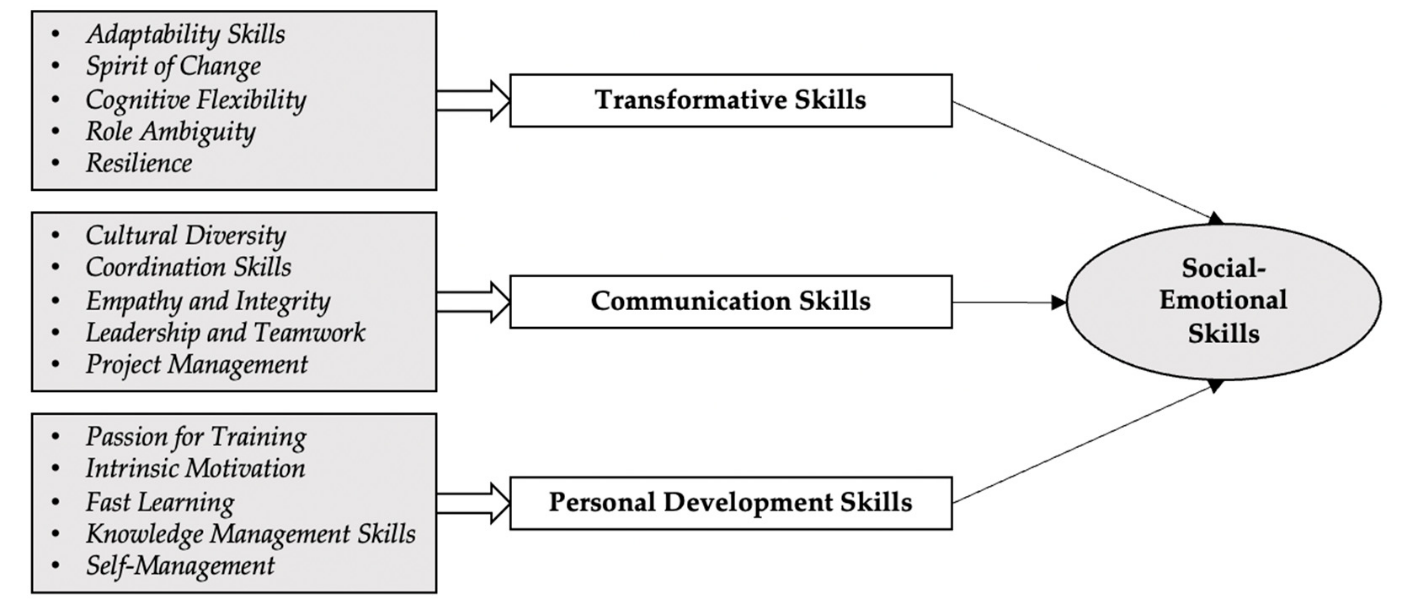 • Adaptability Skills
• Spirit of Change
• Cognitive Flexibility
• Role Ambiguity
• Resilience
Transformative Skills
• Cultural Diversity
• Coordination Skills
• Empathy and Integrity
• Leadership and Teamwork
• Project Management
Communication Skills
• Passion for Training
• Intrinsic Motivation
• Fast Learning
• Knowledge Management Skills
• Self-Management
Personal Development Skills
Social-
Emotional
Skills